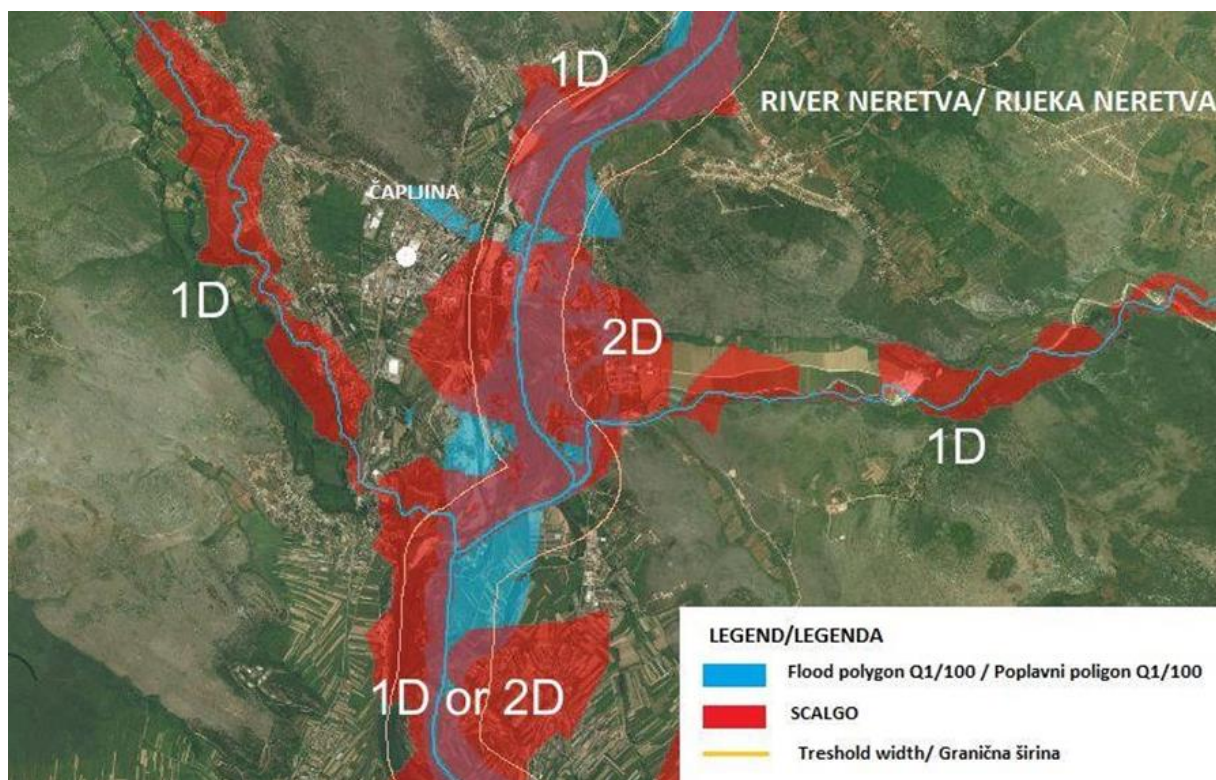 1D
RIVER NERETVA/ RIJEKA NERETVA
ČAPLJINA
1D
2D
1D
1D or 2D
LEGEND/LEGENDA
Flood polygon Q1/100 / Poplavni poligon Q1/100
SCALGO
Treshold width/ Granična širina